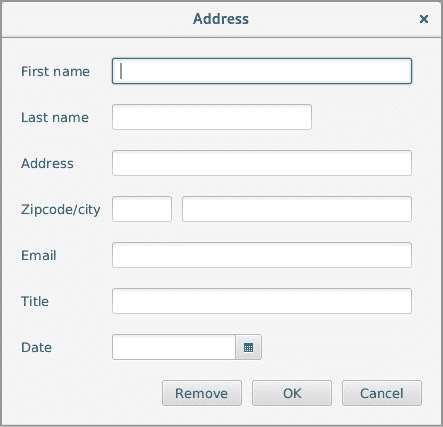 Address
First name
Last name
Address
Zipcode/city
Email
Title
Date
Remove OK Cancel